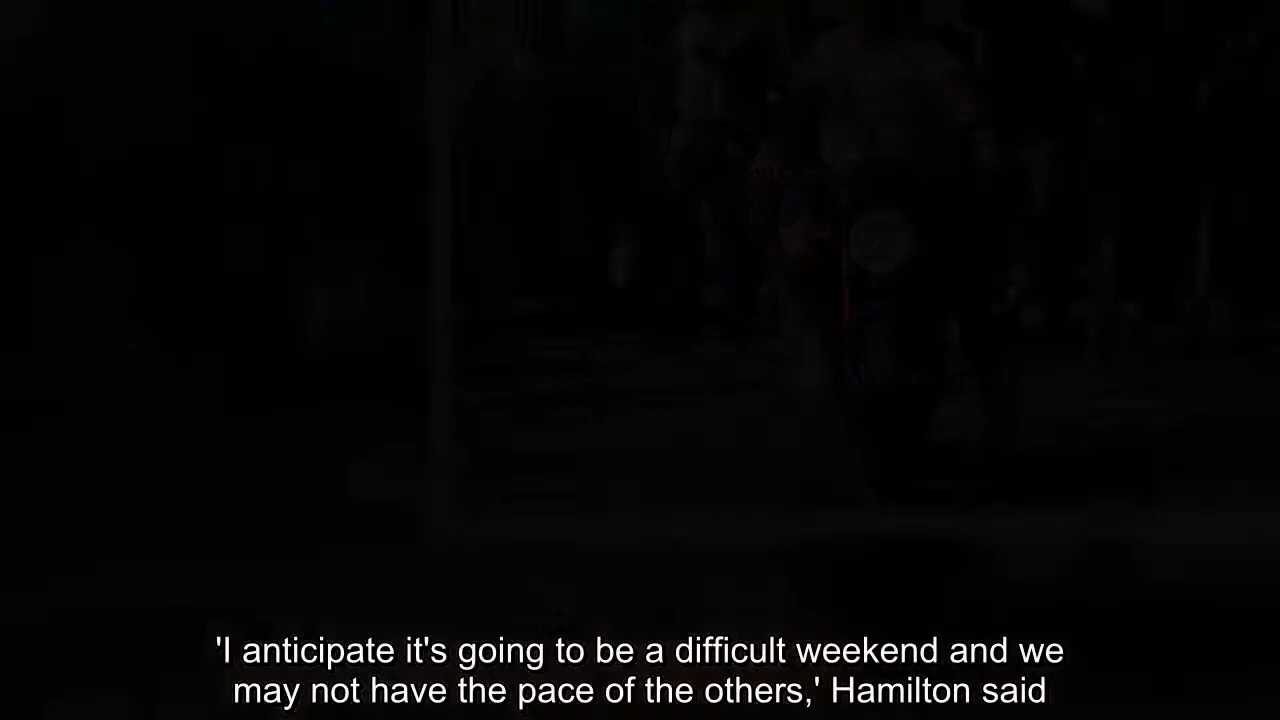 'I anticipate it's going to be a difficult weekend and we
may not have the pace of the others,' Hamilton said